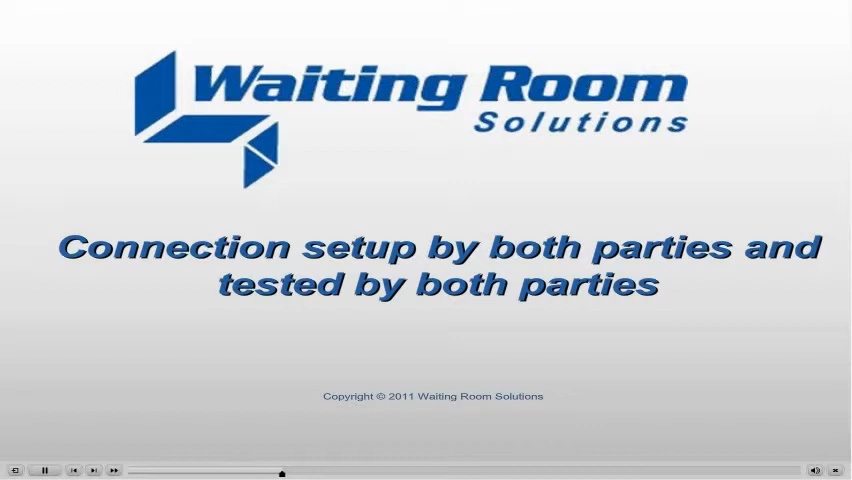 Waiting Room
Solutions
Connection setup by both parties and
tested by both parties
Copyright © 2011 Waiting Room Solutions